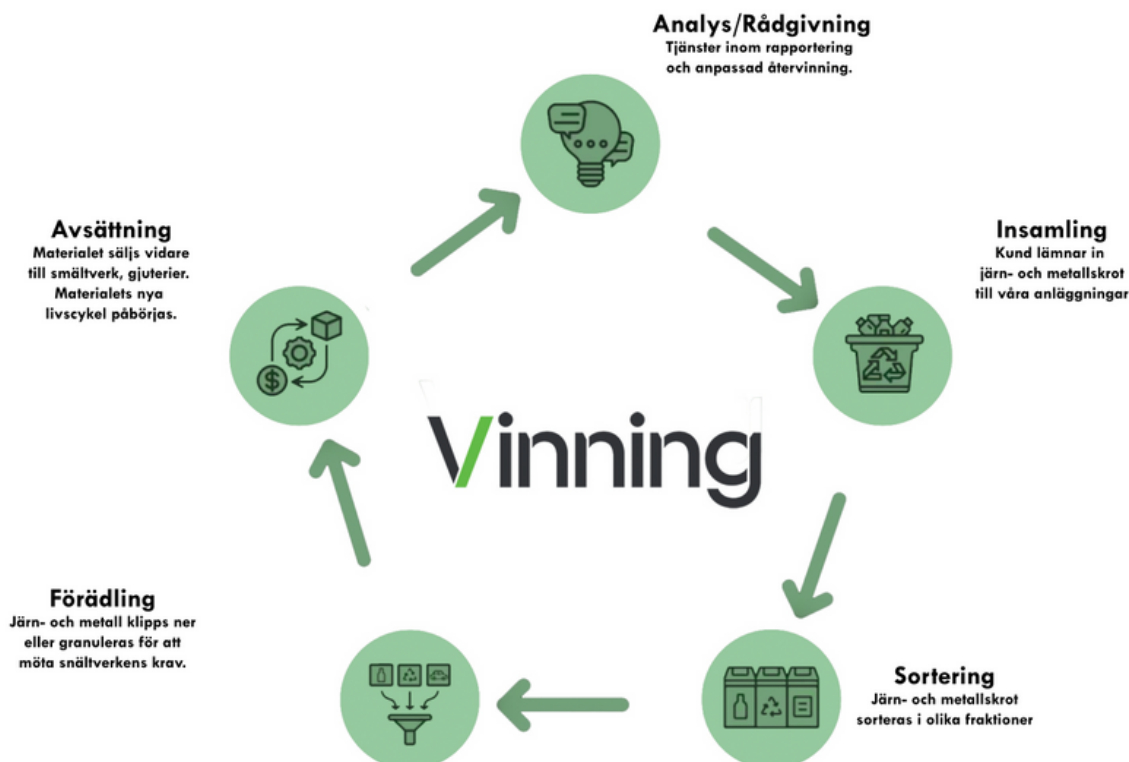 Analys/Rådgivning
Tjänster inom rapportering
och anpassad återvinning.
Insamling
Kund lämnar in
järn- och metallskrot
till våra anläggningar
Sortering
Järn- och metallskrot
sorteras i olika fraktioner
Förädling
Järn- och metall klipps ner
eller granuleras för att
möta snältverkens krav.
Avsättning
Materialet säljs vidare
till smältverk, gjuterier.
Materialets nya
livscykel påbörjas.
$
Vinning